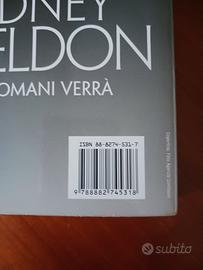 DNEY
ELDON
OMANI VERRÀ
ISBN 88-8274-531-7
9 788882 745318
subito